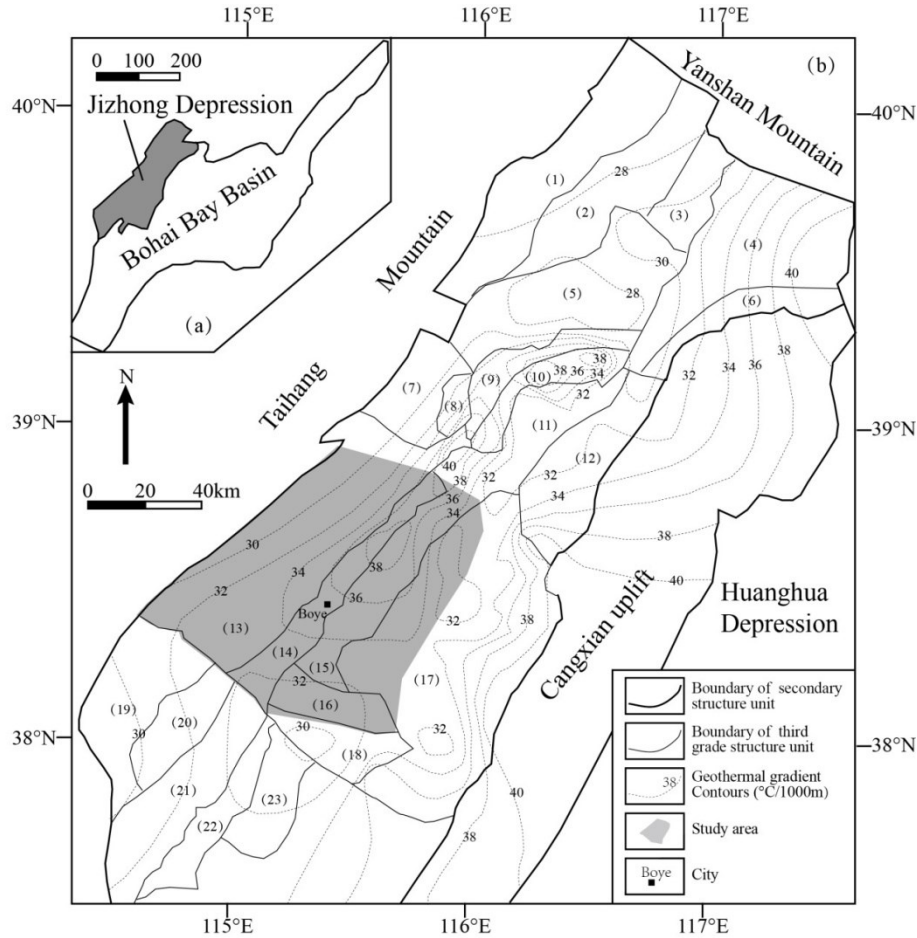 115°E
116°E
117°E
0 100 200
Jizhong Depression
Bohai Bay Basin
(a)
(b)
Yanshan Mountain
40°N
40°N
(1)
28
(2)
(3)
30
(4)
40
(5)
28
(6)
Mountain
Taihang
N
0 20 40km
39°N
39°N
(7)
(8)
(9)
(10)
38
36
38
34
32
(11)
32
34
36
38
(12)
32
34
40
38
32
36
34
38
40
30
34
38
32
36
Boye
32
38
(13)
(14)
(15)
32
(16)
(17)
32
30
(18)
(19)
30
(20)
(21)
(22)
(23)
40
38
Cangxian uplift
Huanghua
Depression
38°N
38°N
Boundary of secondary
structure unit
Boundary of third
grade structure unit
38
Geothermal gradient
Contours (°C/1000m)
Study area
Boye
City
115°E
116°E
117°E